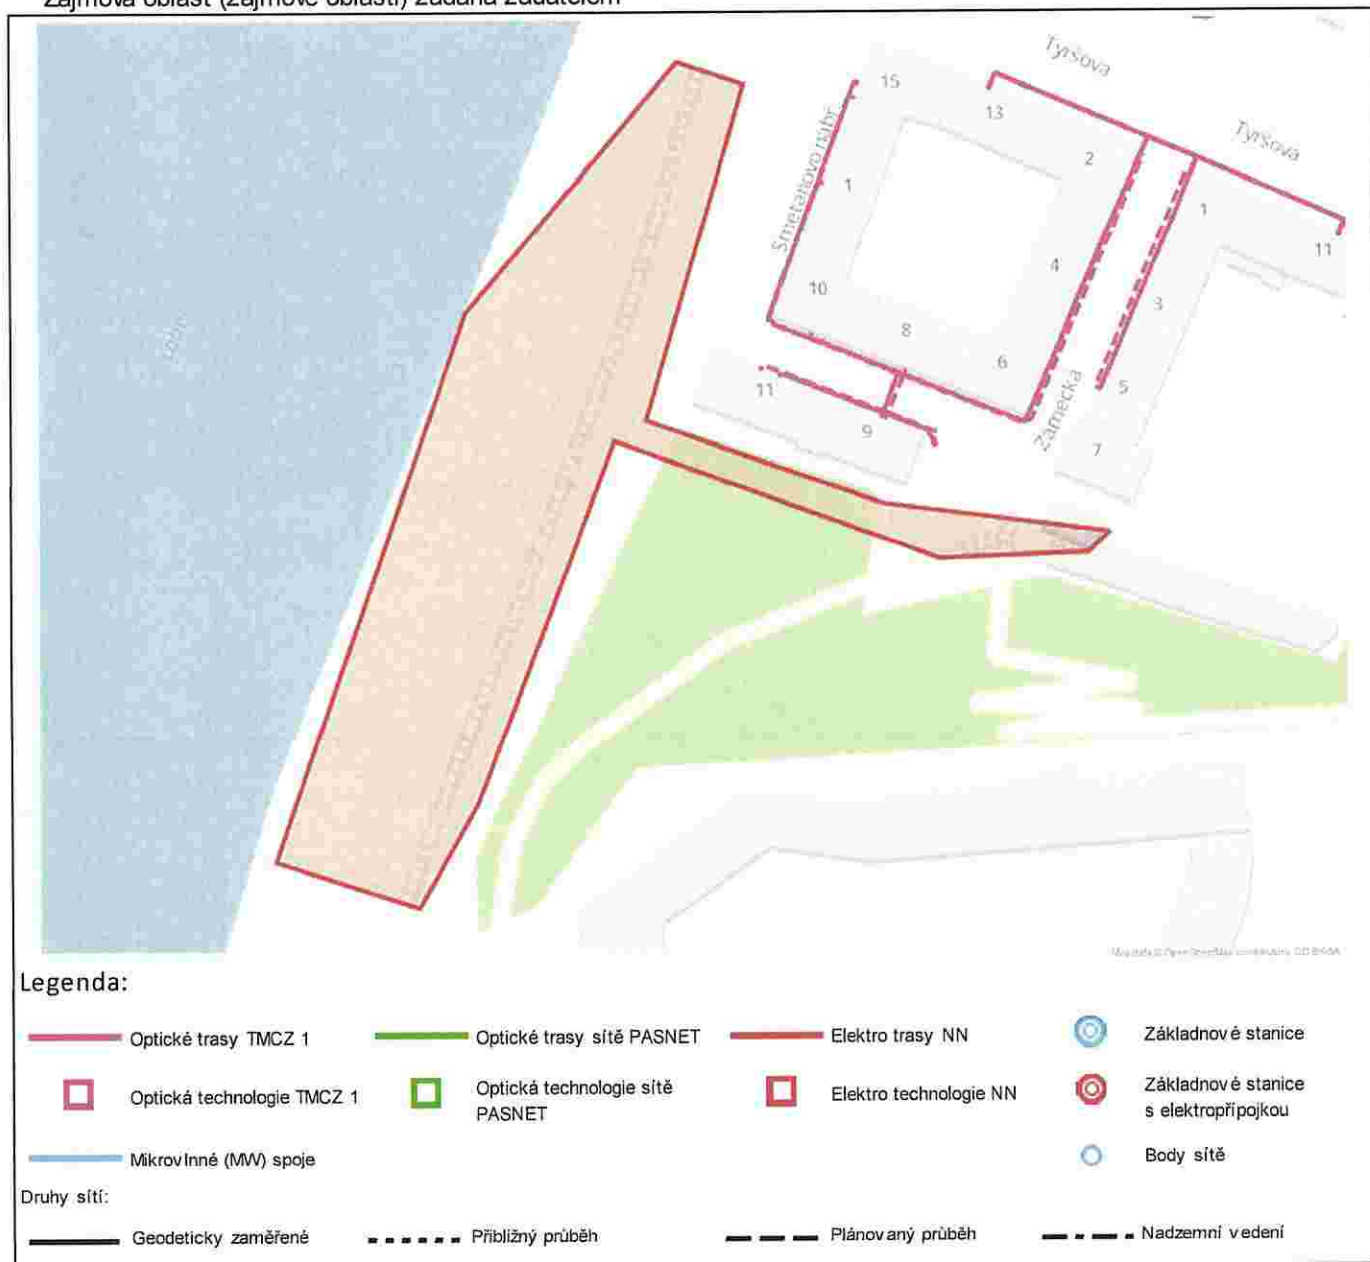 Zájmová oblast (zájmové oblasti) zadaná žadatelem
Tyršova
Tyršova
15
13
2
Smetanovo nábř.
1
1
11
4
3
10
8
6
5
Zámecká
11
9
7
Legenda:
Optické trasy TMCZ 1
Optické trasy sítě PASNET
Elektro trasy NN
Základnové stanice
Optická technologie TMCZ 1
Optická technologie sítě
PASNET
Elektro technologie NN
Základnové stanice
s elektropřípojkou
Mikrovlnné (MW) spoje
Body sítě
Druhy sítí:
Geodeticky zaměřené
Přibližný průběh
Plánovaný průběh
Nadzemní vedení